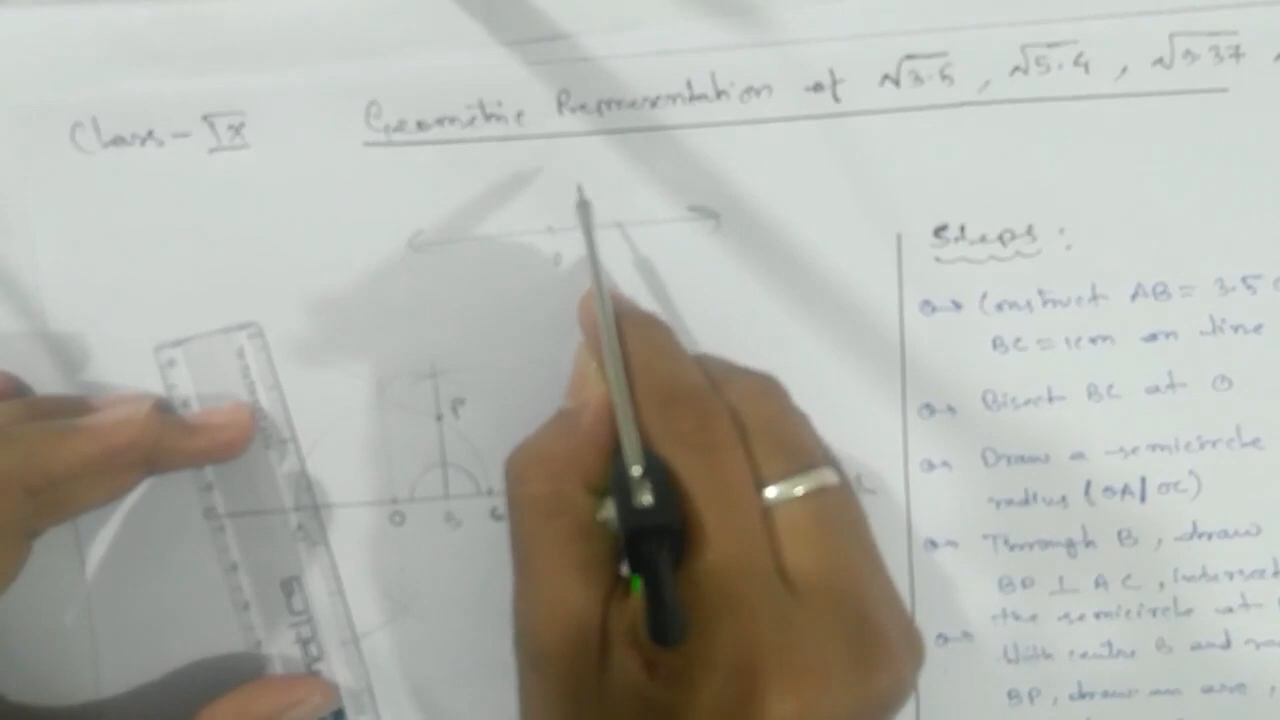 Class - IX
Geometric Representation of √3.5 , √5.4 , √9.37
Steps :
Construct AB = 3.5
BC = 1cm on line
Bisect BC at O
Draw a semicircle
radius (OA/OC)
Through B, draw
BD ⊥ AC, intersect
the semicircle at
With centre B and
BP, draw an arc,
P
O B C